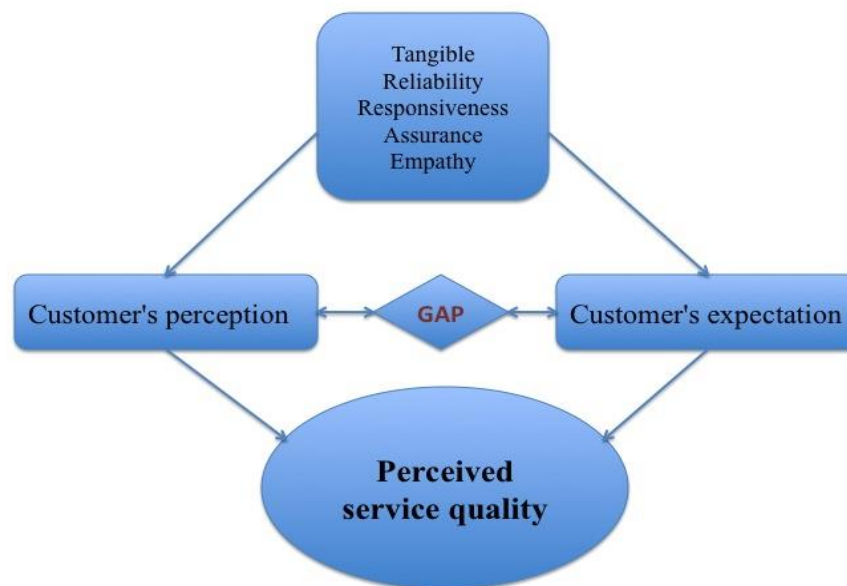 Tangible
Reliability
Responsiveness
Assurance
Empathy
Customer's perception
GAP
Customer's expectation
Perceived
service quality